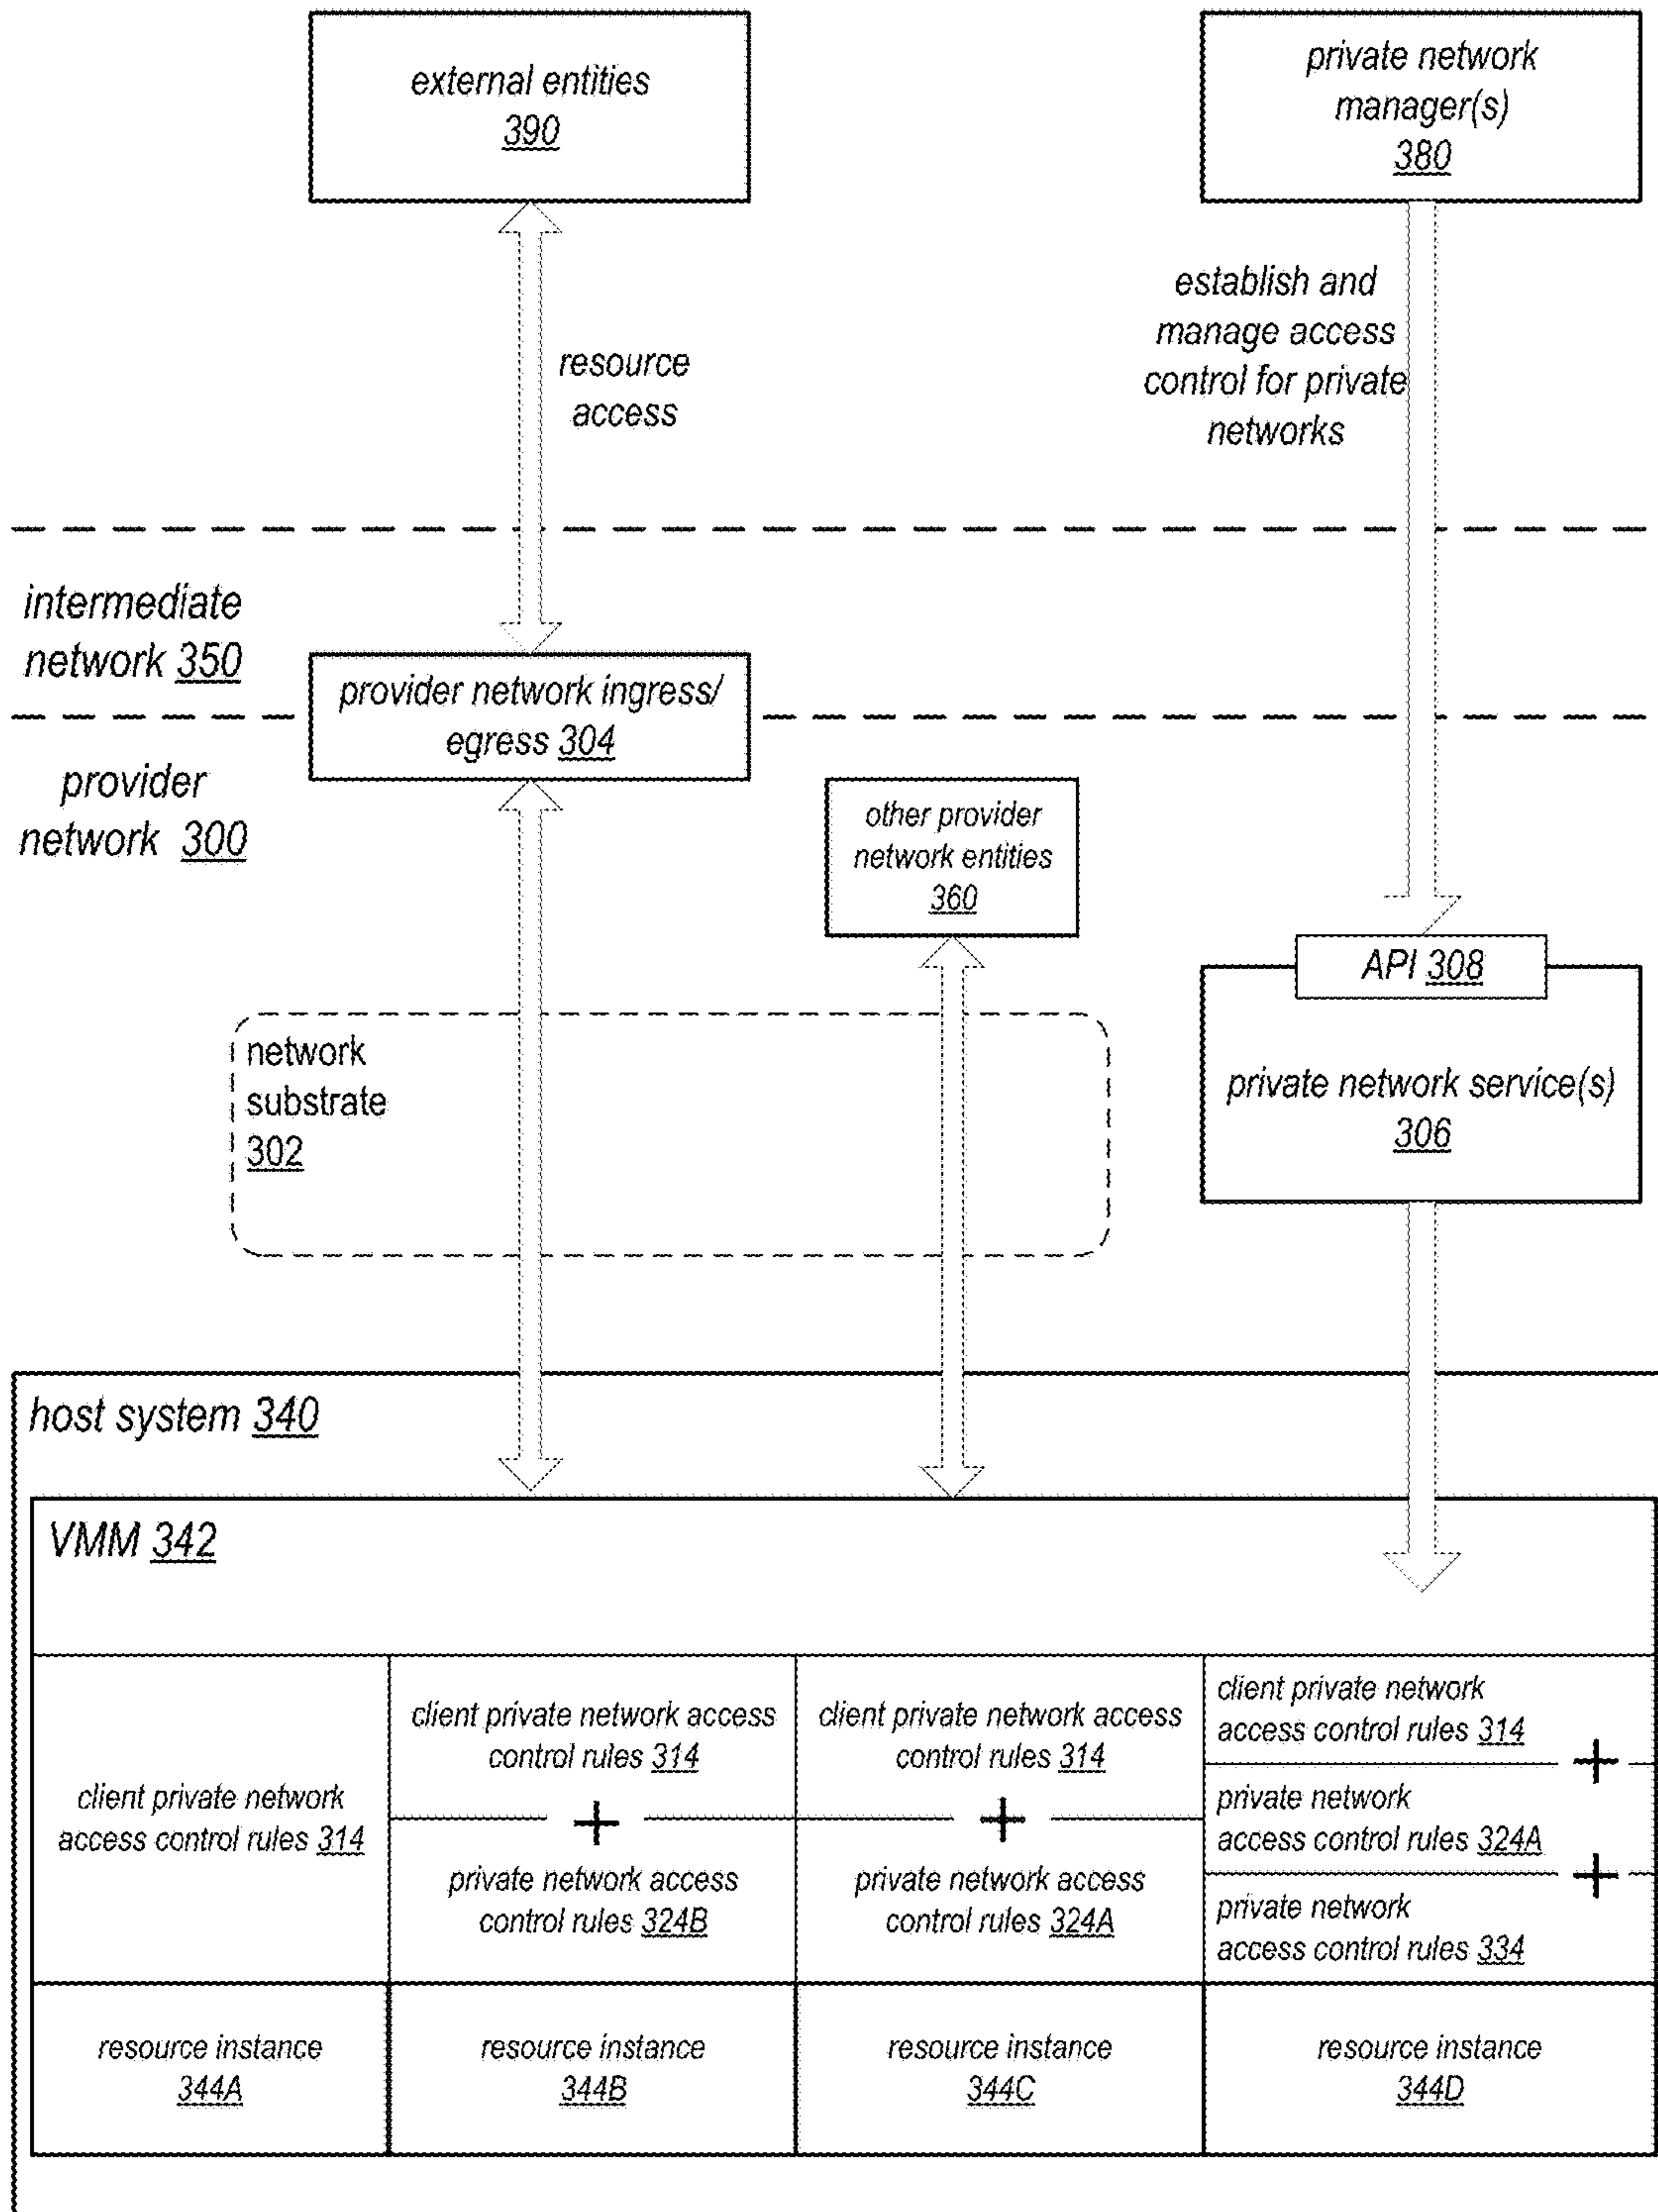 external entities
390
private network
manager(s)
380
establish and
manage access
control for private
networks
resource
access
intermediate
network 350
provider network ingress/
egress 304
provider
network 300
other provider
network entities
360
API 308
network
substrate
302
private network service(s)
306
host system 340
VMM 342
client private network
access control rules 314
client private network access
control rules 314
+
private network access
control rules 324B
client private network access
control rules 314
+
private network access
control rules 324A
client private network
access control rules 314
+
private network
access control rules 324A
+
private network
access control rules 334
resource instance
344A
resource instance
344B
resource instance
344C
resource instance
344D